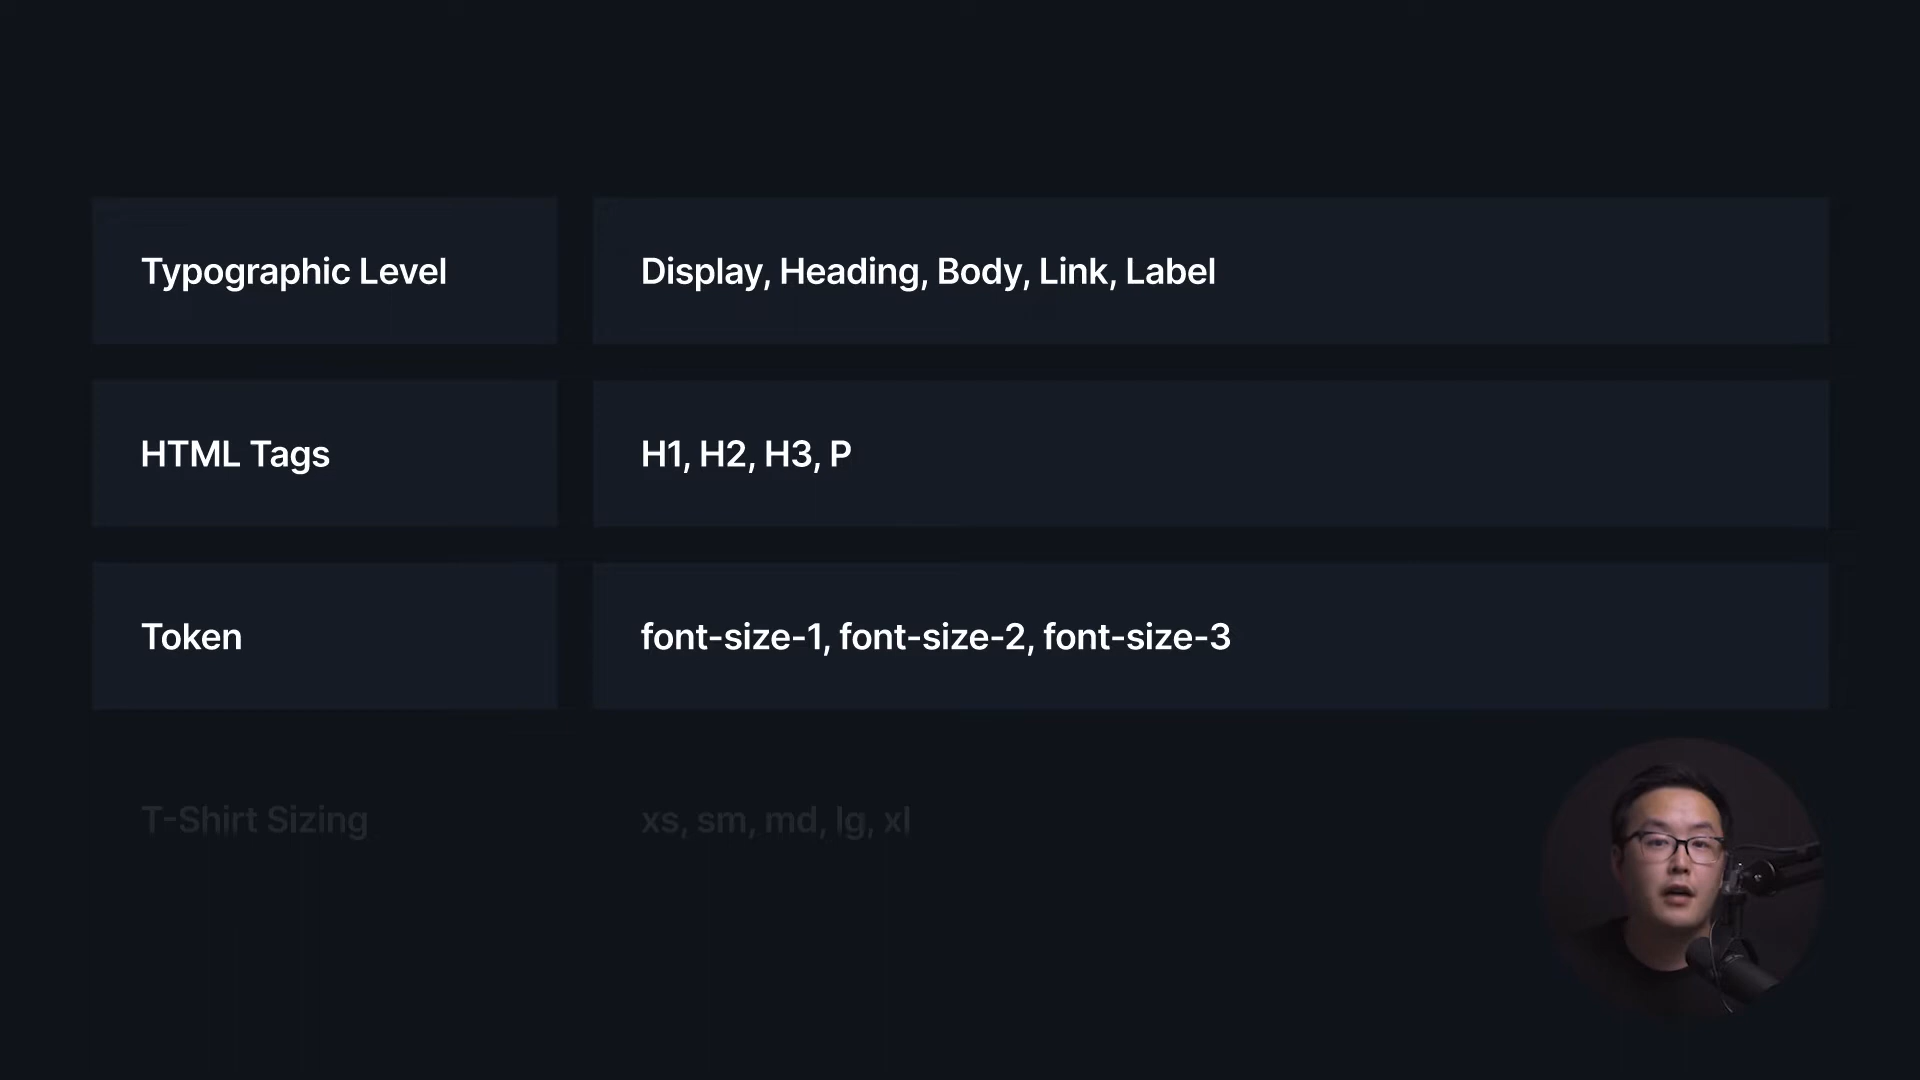 Typographic Level
Display, Heading, Body, Link, Label
HTML Tags
H1, H2, H3, P
Token
font-size-1, font-size-2, font-size-3
T-Shirt Sizing
xs, sm, md, lg, xl